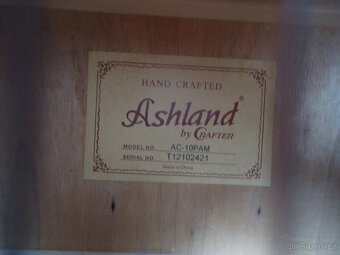 HAND CRAFTED
Ashland®
by CRAFTER
MODEL NO. AC-10PAM
SERIAL NO. T12102421
Made in China